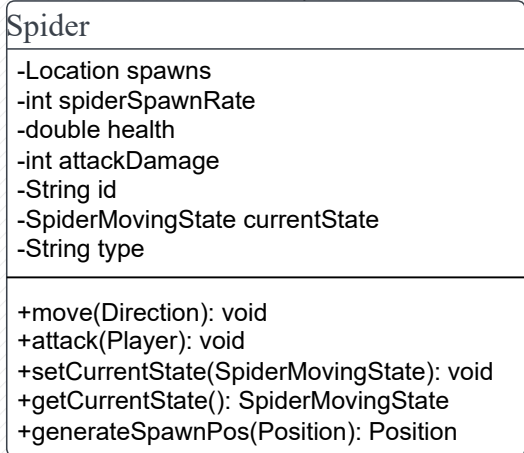 Spider
-Location spawns
-int spiderSpawnRate
-double health
-int attackDamage
-String id
-SpiderMovingState currentState
-String type
+move(Direction): void
+attack(Player): void
+setCurrentState(SpiderMovingState): void
+getCurrentState(): SpiderMovingState
+generateSpawnPos(Position): Position